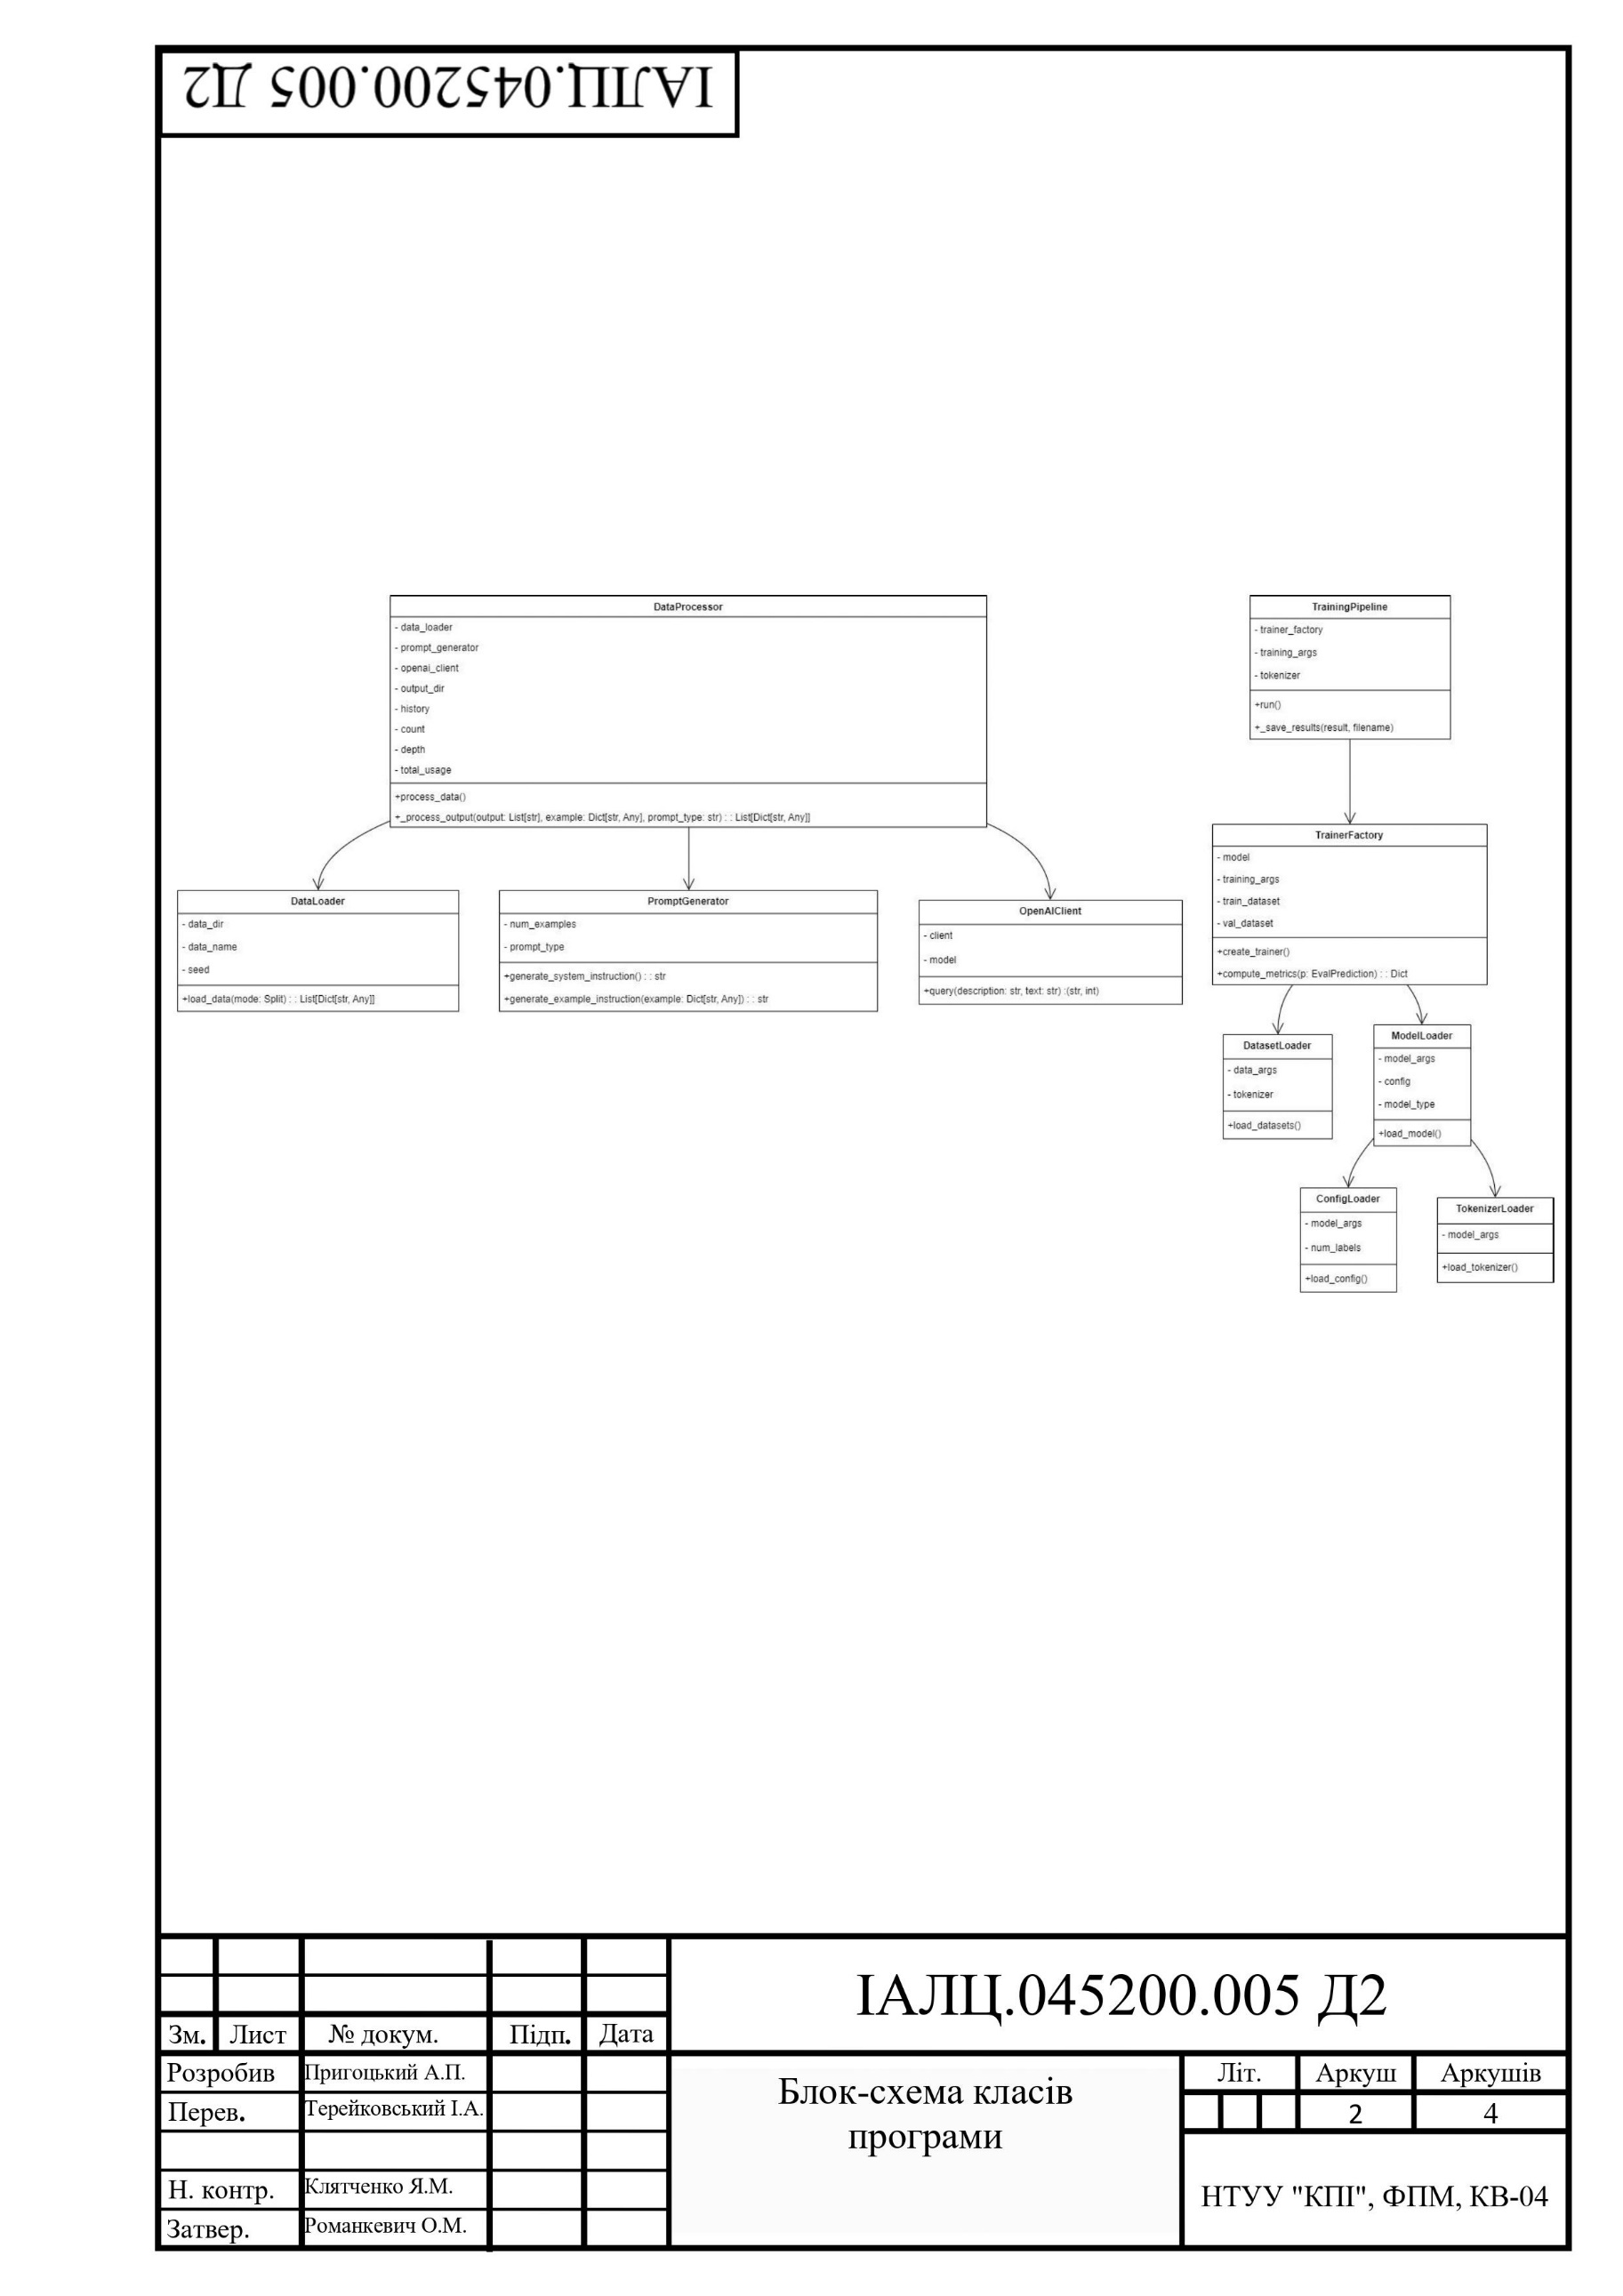 ІАЛЦ.045200.005 Д2
DataProcessor
- data_loader
- prompt_generator
- openai_client
- output_dir
- history
- count
- depth
- total_usage
+process_data()
+_process_output(output: List[str], example: Dict[str, Any], prompt_type: str) : : List[Dict[str, Any]]
DataLoader
- data_dir
- data_name
- seed
+load_data(mode: Split) : : List[Dict[str, Any]]
PromptGenerator
- num_examples
- prompt_type
+generate_system_instruction() : : str
+generate_example_instruction(example: Dict[str, Any]) : : str
OpenAIClient
- client
- model
+query(description: str, text: str) :(str, int)
TrainingPipeline
- trainer_factory
- training_args
- tokenizer
+run()
+_save_results(result, filename)
TrainerFactory
- model
- training_args
- train_dataset
- val_dataset
+create_trainer()
+compute_metrics(p: EvalPrediction) : : Dict
DatasetLoader
- data_args
- tokenizer
+load_datasets()
ModelLoader
- model_args
- config
- model_type
+load_model()
ConfigLoader
- model_args
- num_labels
+load_config()
TokenizerLoader
- model_args
+load_tokenizer()
ІАЛЦ.045200.005 Д2
Зм. Лист № докум. Підп. Дата
Розробив Пригоцький А.П.
Перев. Терейковський І.А.
Н. контр. Клятченко Я.М.
Затвер. Романкевич О.М.
Блок-схема класів
програми
Літ. Аркуш Аркушів
2 4
НТУУ "КПІ", ФПМ, КВ-04